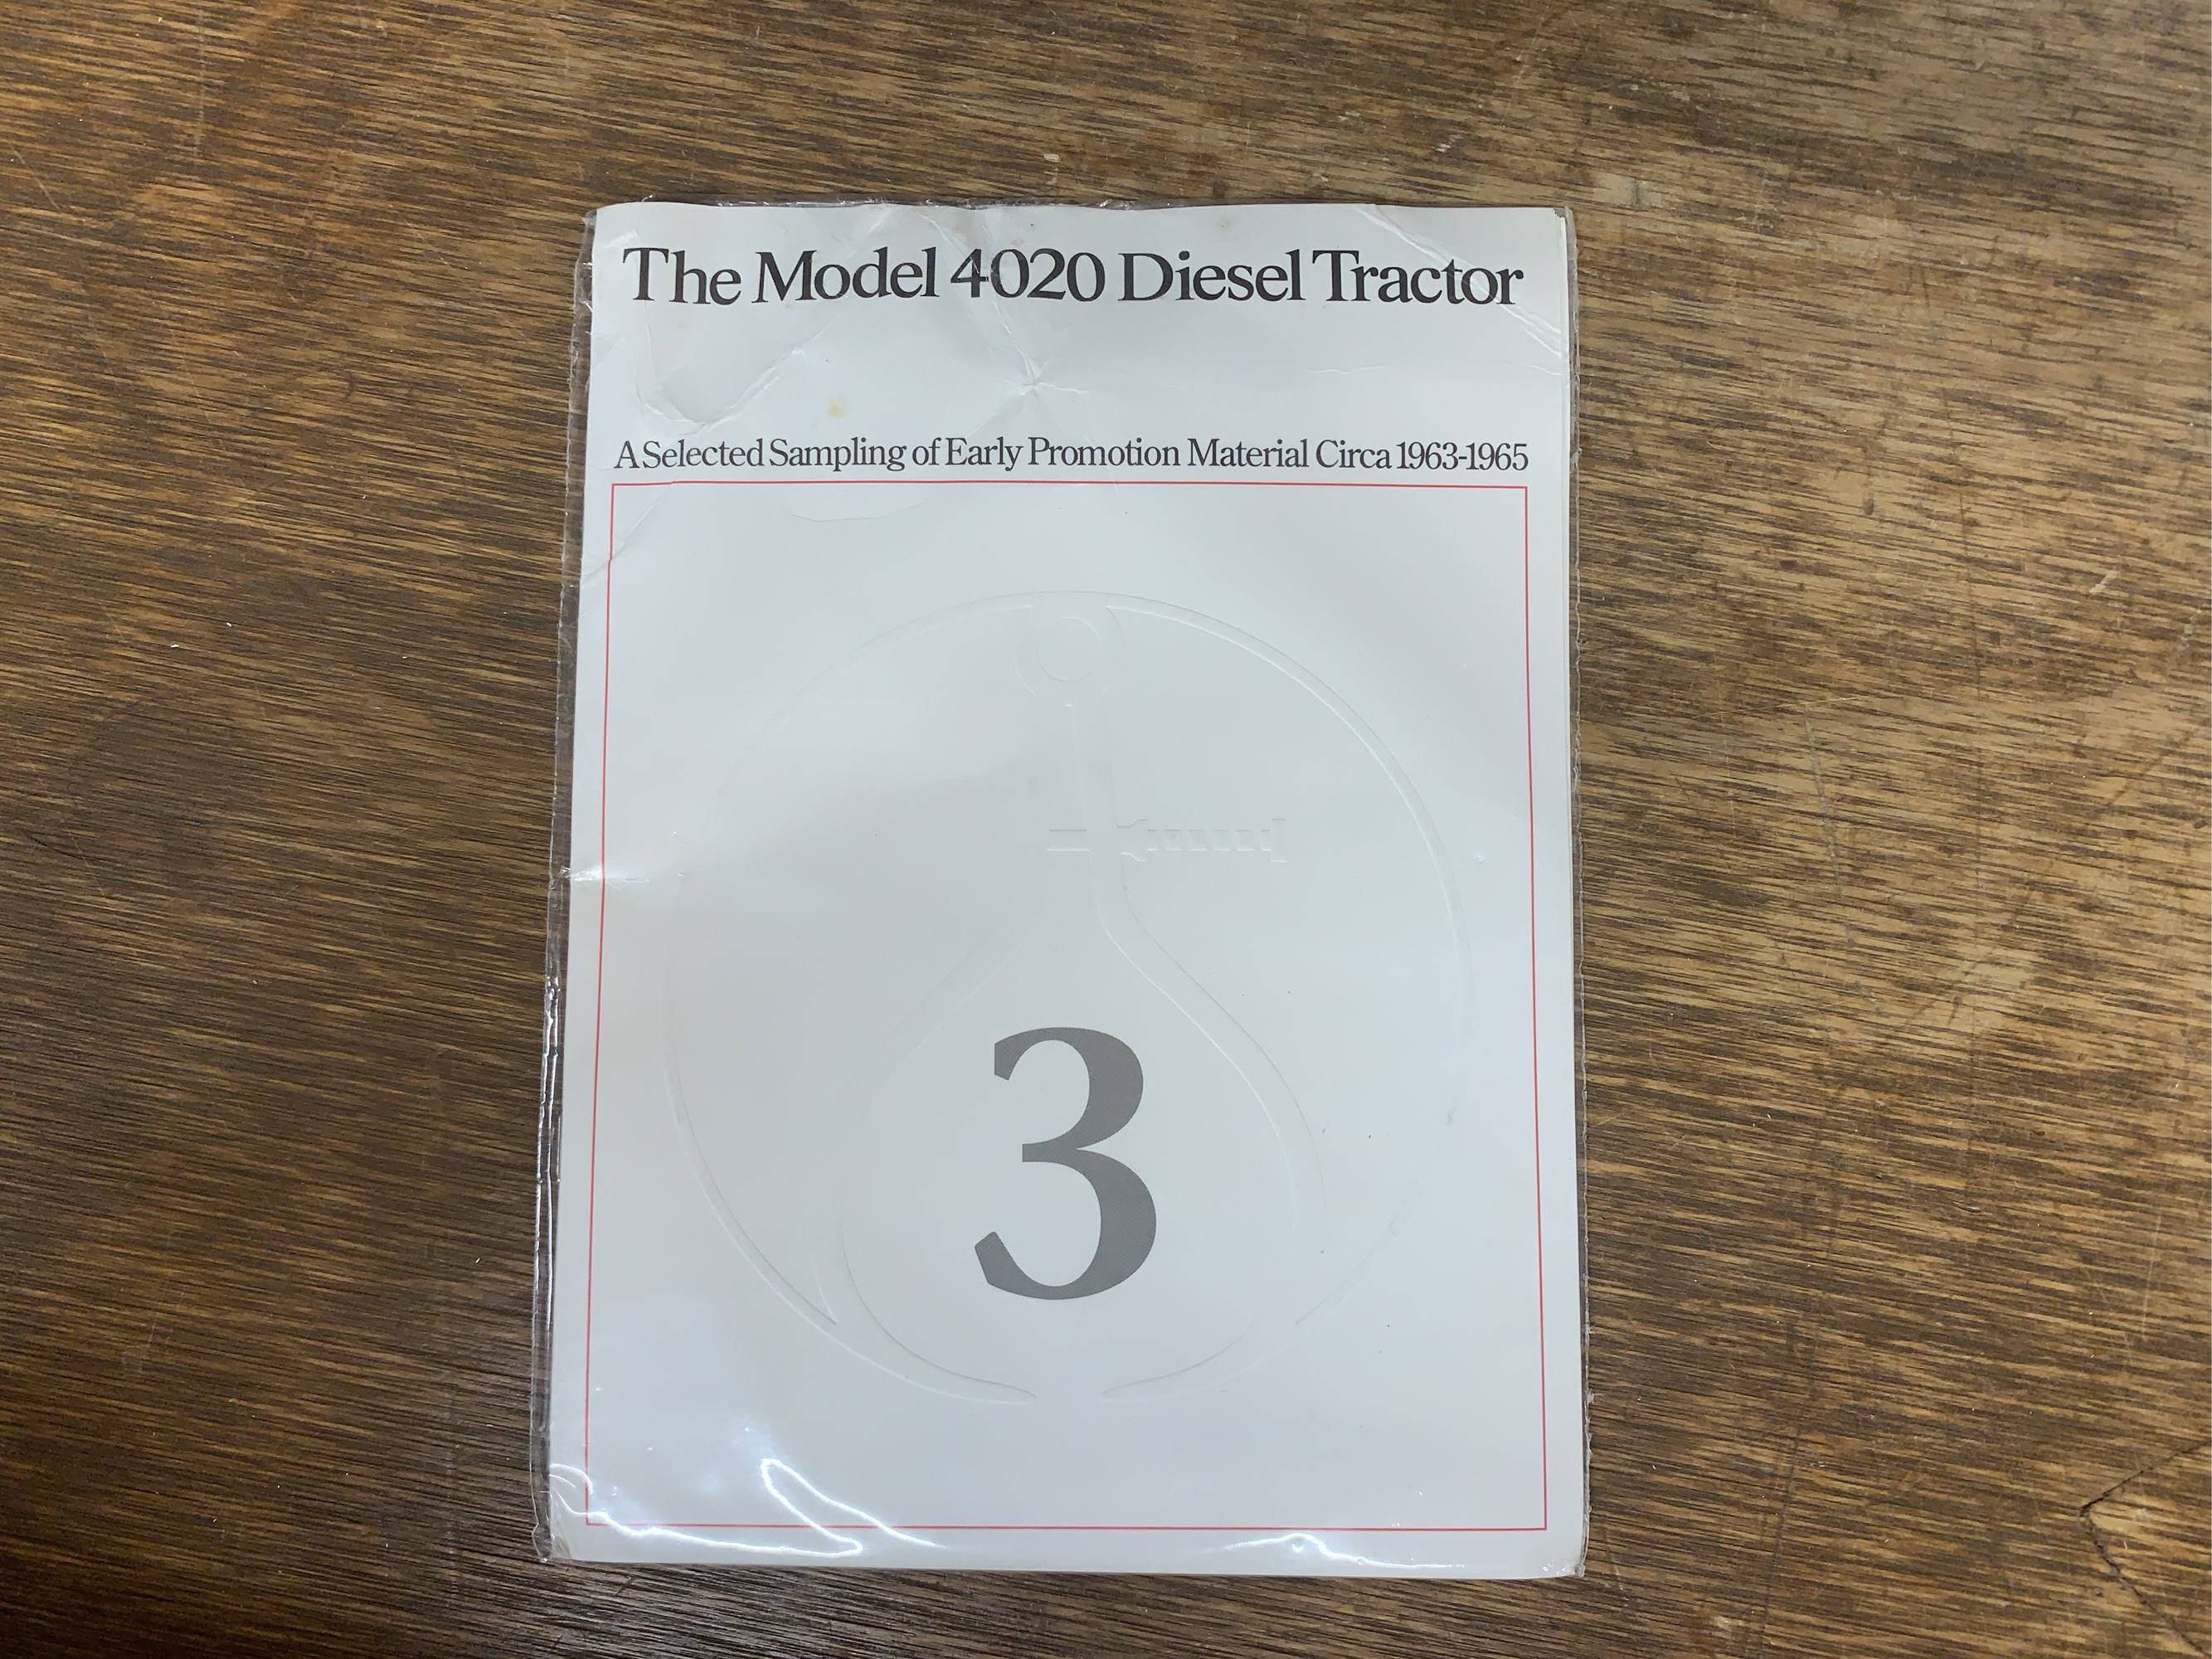 The Model 4020 Diesel Tractor
A Selected Sampling of Early Promotion Material Circa 1963-1965
3